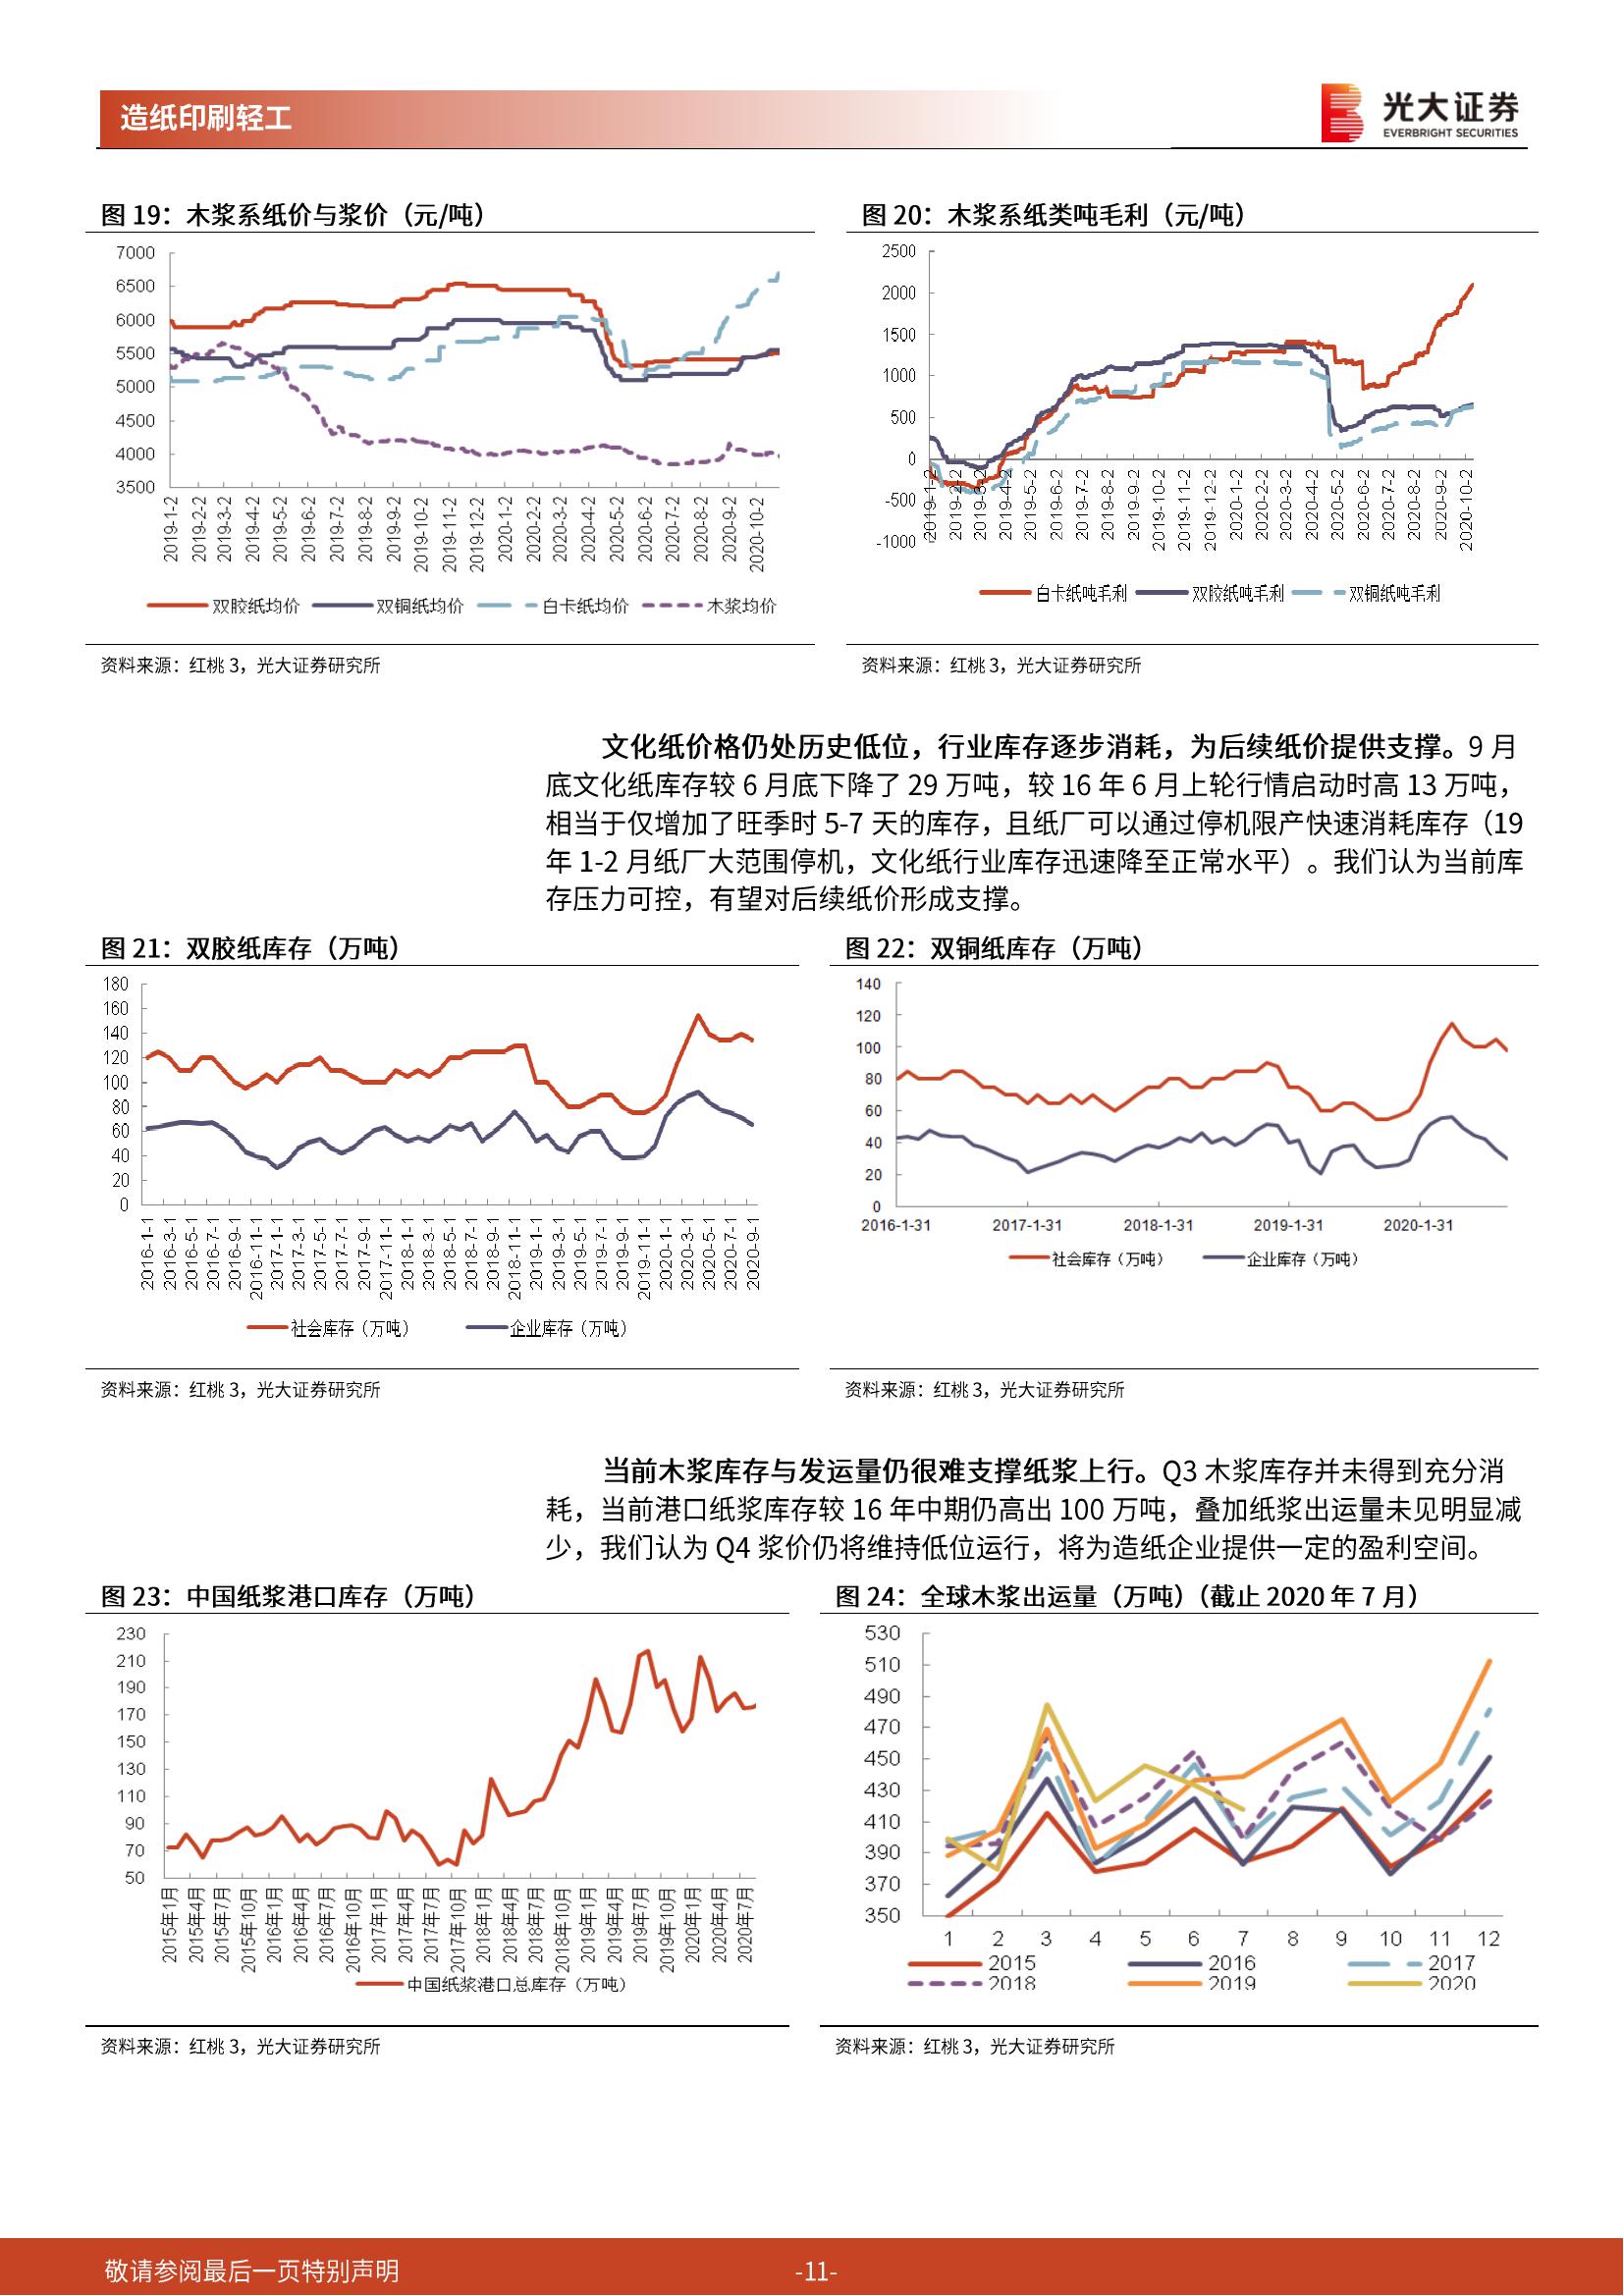 造纸印刷轻工
光大证券
EVERBRIGHT SECURITIES
图 19：木浆系纸价与浆价（元/吨）
7000
6500
6000
5500
5000
4500
4000
3500
2019-1-2
2019-2-2
2019-3-2
2019-4-2
2019-5-2
2019-6-2
2019-7-2
2019-8-2
2019-9-2
2019-10-2
2019-11-2
2019-12-2
2020-1-2
2020-2-2
2020-3-2
2020-4-2
2020-5-2
2020-6-2
2020-7-2
2020-8-2
2020-9-2
2020-10-2
双胶纸均价 双铜纸均价 白卡纸均价 木浆均价
资料来源：红桃 3，光大证券研究所
图 20：木浆系纸类吨毛利（元/吨）
2500
2000
1500
1000
500
0
-500
-1000
2019-1-2
2019-2-2
2019-3-2
2019-4-2
2019-5-2
2019-6-2
2019-7-2
2019-8-2
2019-9-2
2019-10-2
2019-11-2
2019-12-2
2020-1-2
2020-2-2
2020-3-2
2020-4-2
2020-5-2
2020-6-2
2020-7-2
2020-8-2
2020-9-2
2020-10-2
白卡纸吨毛利 双胶纸吨毛利 双铜纸吨毛利
资料来源：红桃 3，光大证券研究所
文化纸价格仍处历史低位，行业库存逐步消耗，为后续纸价提供支撑。9 月
底文化纸库存较 6 月底下降了 29 万吨，较 16 年 6 月上轮行情启动时高 13 万吨，
相当于仅增加了旺季时 5-7 天的库存，且纸厂可以通过停机限产快速消耗库存（19
年 1-2 月纸厂大范围停机，文化纸行业库存迅速降至正常水平）。我们认为当前库
存压力可控，有望对后续纸价形成支撑。
图 21：双胶纸库存（万吨）
180
160
140
120
100
80
60
40
20
0
2016-1-1
2016-3-1
2016-5-1
2016-7-1
2016-9-1
2016-11-1
2017-1-1
2017-3-1
2017-5-1
2017-7-1
2017-9-1
2017-11-1
2018-1-1
2018-3-1
2018-5-1
2018-7-1
2018-9-1
2018-11-1
2019-1-1
2019-3-1
2019-5-1
2019-7-1
2019-9-1
2019-11-1
2020-1-1
2020-3-1
2020-5-1
2020-7-1
2020-9-1
社会库存（万吨） 企业库存（万吨）
资料来源：红桃 3，光大证券研究所
图 22：双铜纸库存（万吨）
140
120
100
80
60
40
20
0
2016-1-31 2017-1-31 2018-1-31 2019-1-31 2020-1-31
社会库存（万吨） 企业库存（万吨）
资料来源：红桃 3，光大证券研究所
当前木浆库存与发运量仍很难支撑纸浆上行。Q3 木浆库存并未得到充分消
耗，当前港口纸浆库存较 16 年中期仍高出 100 万吨，叠加纸浆出运量未见明显减
少，我们认为 Q4 浆价仍将维持低位运行，将为造纸企业提供一定的盈利空间。
图 23：中国纸浆港口库存（万吨）
230
210
190
170
150
130
110
90
70
50
2015年1月
2015年4月
2015年7月
2015年10月
2016年1月
2016年4月
2016年7月
2016年10月
2017年1月
2017年4月
2017年7月
2017年10月
2018年1月
2018年4月
2018年7月
2018年10月
2019年1月
2019年4月
2019年7月
2019年10月
2020年1月
2020年4月
2020年7月
中国纸浆港口总库存（万吨）
资料来源：红桃 3，光大证券研究所
图 24：全球木浆出运量（万吨）（截止 2020 年 7 月）
530
510
490
470
450
430
410
390
370
350
1 2 3 4 5 6 7 8 9 10 11 12
2015 2016 2017
2018 2019 2020
资料来源：红桃 3，光大证券研究所
敬请参阅最后一页特别声明 -11-